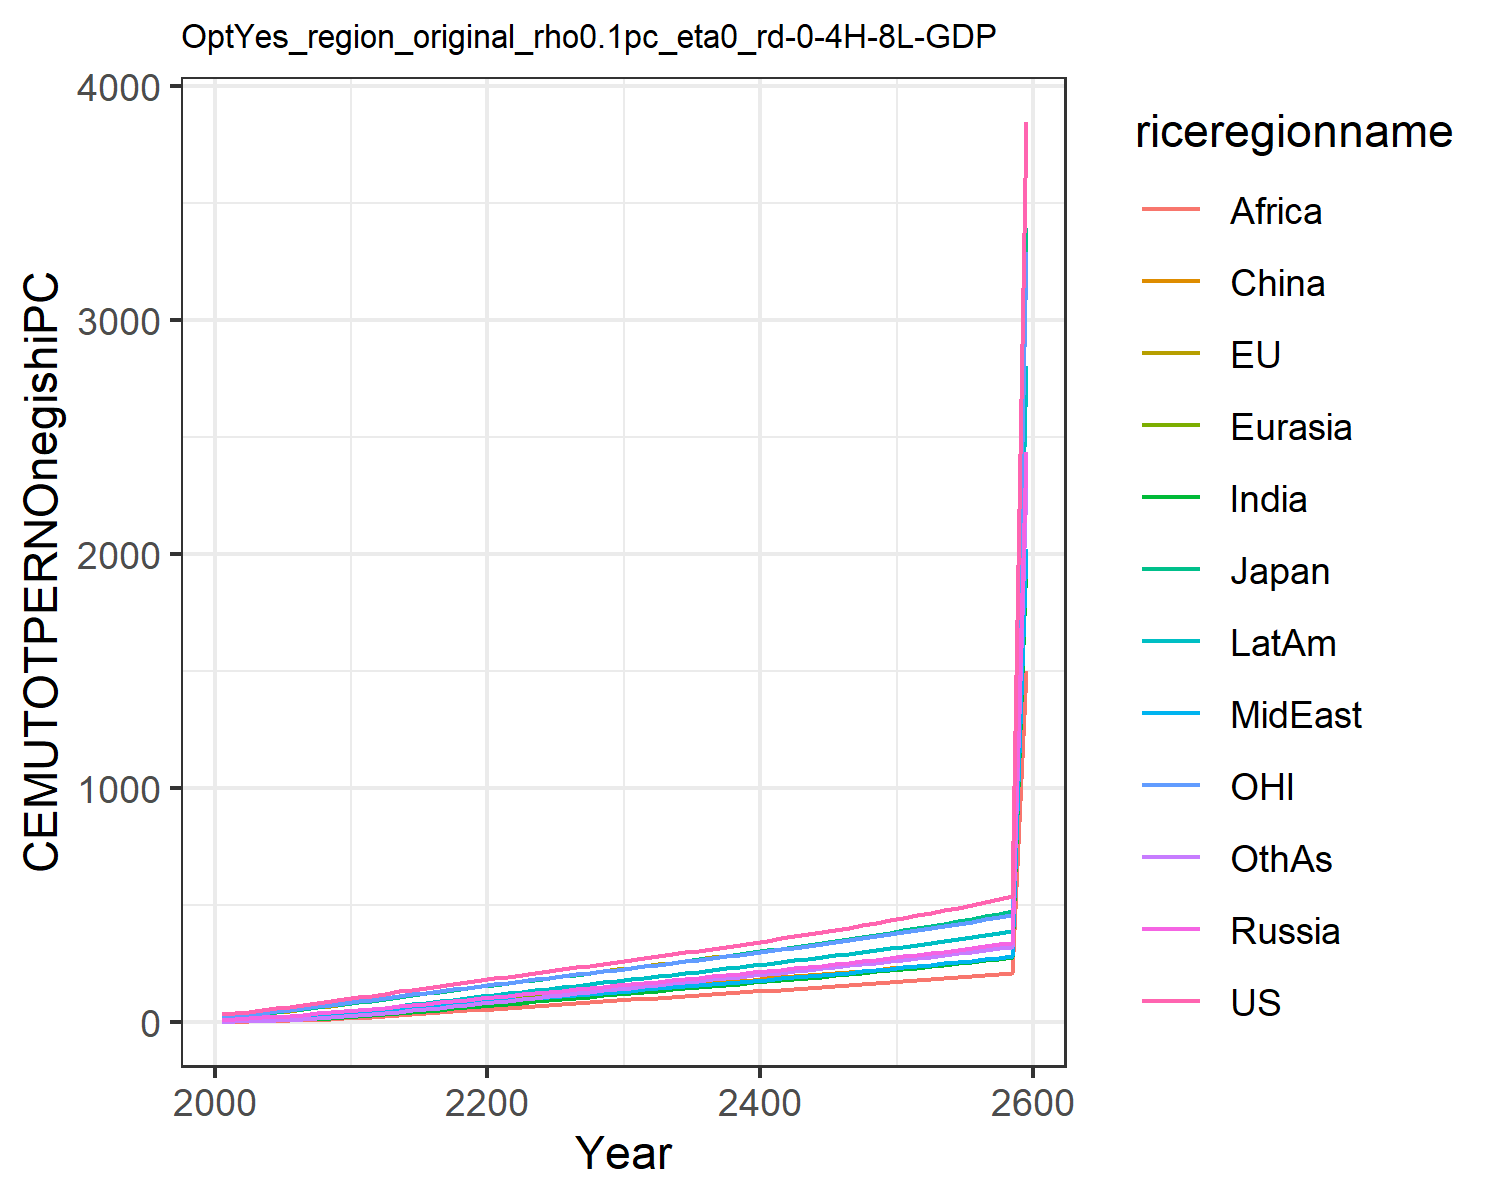 OptYes_region_original_rho0.1pc_eta0_rd-0-4H-8L-GDP
4000
3000
2000
1000
0
CEMUTOTPERNOnegishiPC
2000
2200
2400
2600
Year
riceregionname
Africa
China
EU
Eurasia
India
Japan
LatAm
MidEast
OHI
OthAs
Russia
US